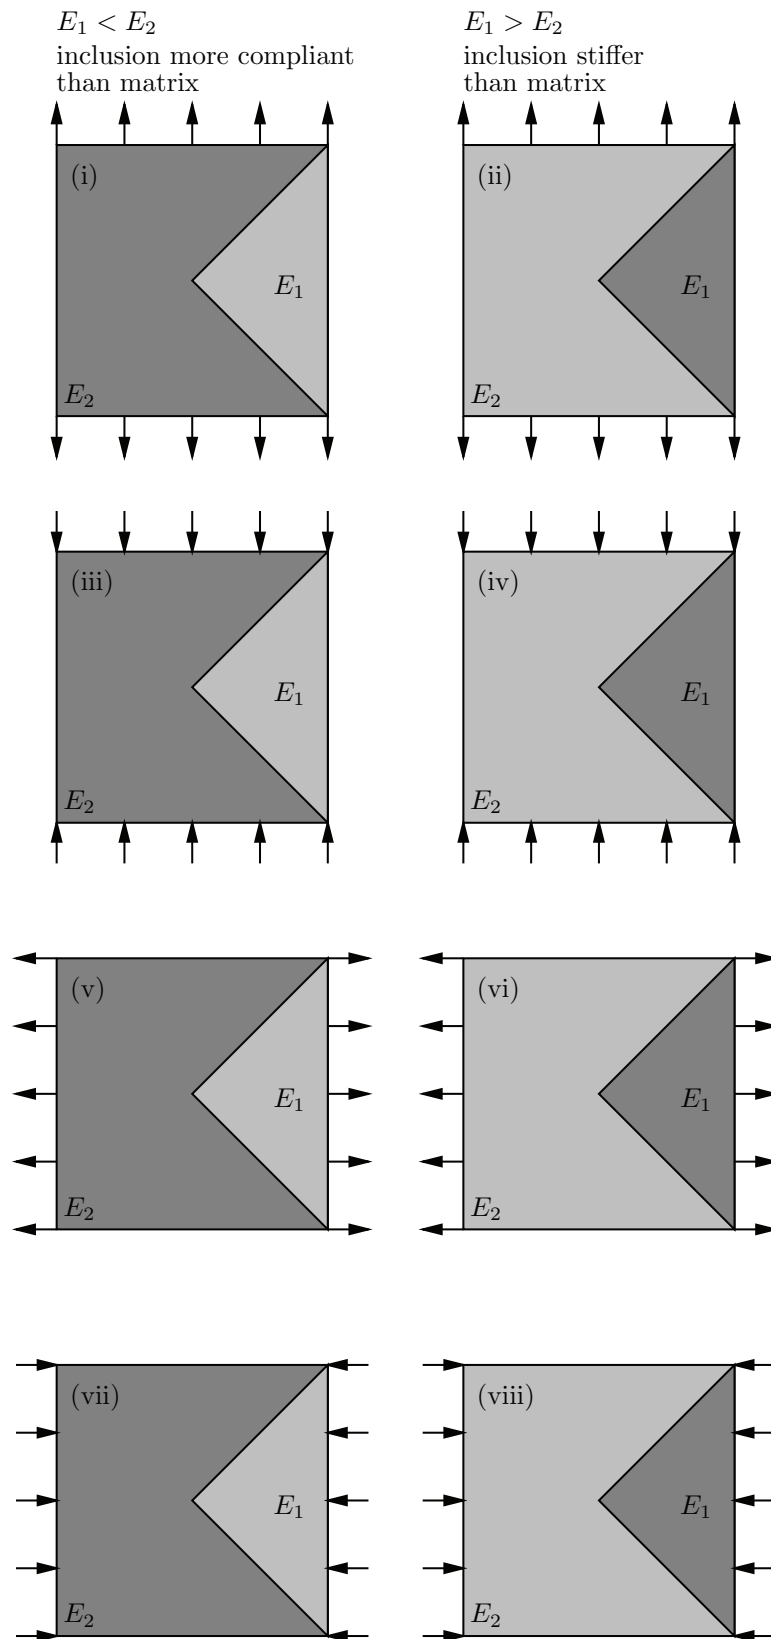 E₁ < E₂
inclusion more compliant
than matrix
E₁ > E₂
inclusion stiffer
than matrix
(i)
E₁
E₂
(ii)
E₁
E₂
(iii)
E₁
E₂
(iv)
E₁
E₂
(v)
E₁
E₂
(vi)
E₁
E₂
(vii)
E₁
E₂
(viii)
E₁
E₂